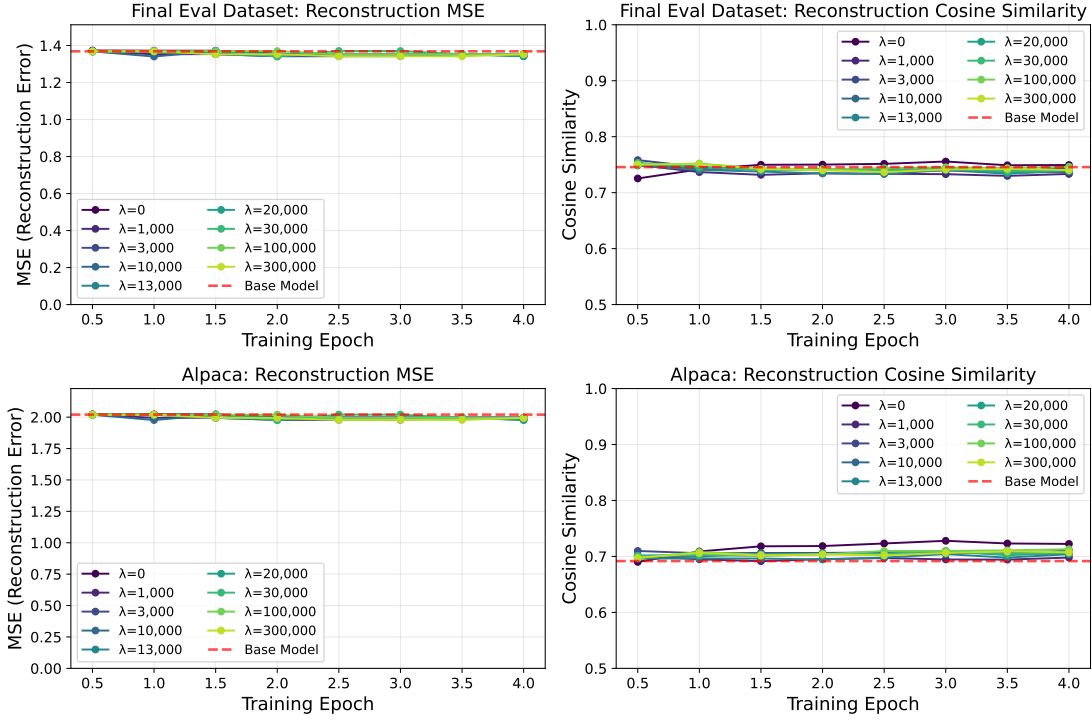 Final Eval Dataset: Reconstruction MSE
MSE (Reconstruction Error)
1.4
1.2
1.0
0.8
0.6
0.4
0.2
0.0
λ=0
λ=1,000
λ=3,000
λ=10,000
λ=13,000
λ=20,000
λ=30,000
λ=100,000
λ=300,000
Base Model
0.5 1.0 1.5 2.0 2.5 3.0 3.5 4.0
Training Epoch
Final Eval Dataset: Reconstruction Cosine Similarity
Cosine Similarity
1.0
0.9
0.8
0.7
0.6
0.5
λ=0
λ=1,000
λ=3,000
λ=10,000
λ=13,000
λ=20,000
λ=30,000
λ=100,000
λ=300,000
Base Model
0.5 1.0 1.5 2.0 2.5 3.0 3.5 4.0
Training Epoch
Alpaca: Reconstruction MSE
MSE (Reconstruction Error)
2.00
1.75
1.50
1.25
1.00
0.75
0.50
0.25
0.00
λ=0
λ=1,000
λ=3,000
λ=10,000
λ=13,000
λ=20,000
λ=30,000
λ=100,000
λ=300,000
Base Model
0.5 1.0 1.5 2.0 2.5 3.0 3.5 4.0
Training Epoch
Alpaca: Reconstruction Cosine Similarity
Cosine Similarity
1.0
0.9
0.8
0.7
0.6
0.5
λ=0
λ=1,000
λ=3,000
λ=10,000
λ=13,000
λ=20,000
λ=30,000
λ=100,000
λ=300,000
Base Model
0.5 1.0 1.5 2.0 2.5 3.0 3.5 4.0
Training Epoch